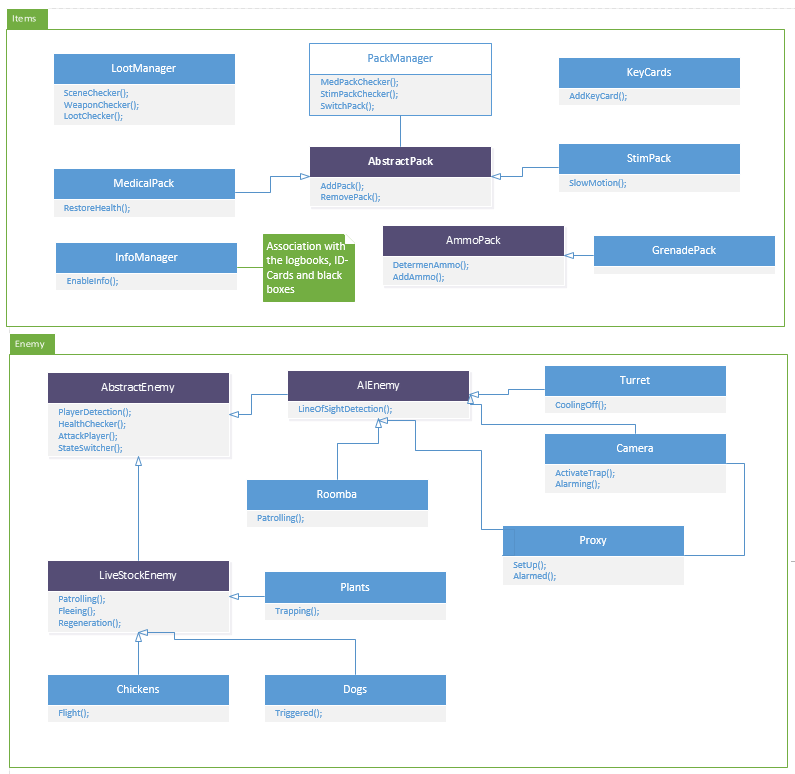 Items
LootManager
SceneChecker();
WeaponChecker();
LootChecker();
PackManager
MedPackChecker();
StimPackChecker();
SwitchPack();
KeyCards
AddKeyCard();
AbstractPack
AddPack();
RemovePack();
MedicalPack
RestoreHealth();
StimPack
SlowMotion();
InfoManager
EnableInfo();
Association with
the logbooks, ID-
Cards and black
boxes
AmmoPack
DetermenAmmo();
AddAmmo();
GrenadePack
Enemy
AbstractEnemy
PlayerDetection();
HealthChecker();
AttackPlayer();
StateSwitcher();
AIEnemy
LineOfSightDetection();
Turret
CoolingOff();
Camera
ActivateTrap();
Alarming();
Roomba
Patrolling();
Proxy
SetUp();
Alarmed();
LiveStockEnemy
Patrolling();
Fleeing();
Regeneration();
Plants
Trapping();
Chickens
Flight();
Dogs
Triggered();